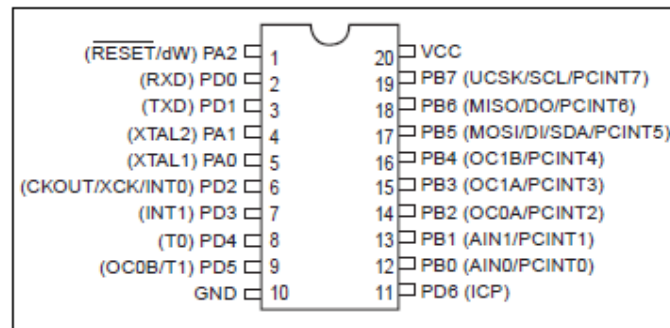 (RESET/dW) PA2 1 20 VCC
(RXD) PD0 2 19 PB7 (UCSK/SCL/PCINT7)
(TXD) PD1 3 18 PB6 (MISO/DO/PCINT6)
(XTAL2) PA1 4 17 PB5 (MOSI/DI/SDA/PCINT5)
(XTAL1) PA0 5 16 PB4 (OC1B/PCINT4)
(CKOUT/XCK/INT0) PD2 6 15 PB3 (OC1A/PCINT3)
(INT1) PD3 7 14 PB2 (OC0A/PCINT2)
(T0) PD4 8 13 PB1 (AIN1/PCINT1)
(OC0B/T1) PD5 9 12 PB0 (AIN0/PCINT0)
GND 10 11 PD6 (ICP)